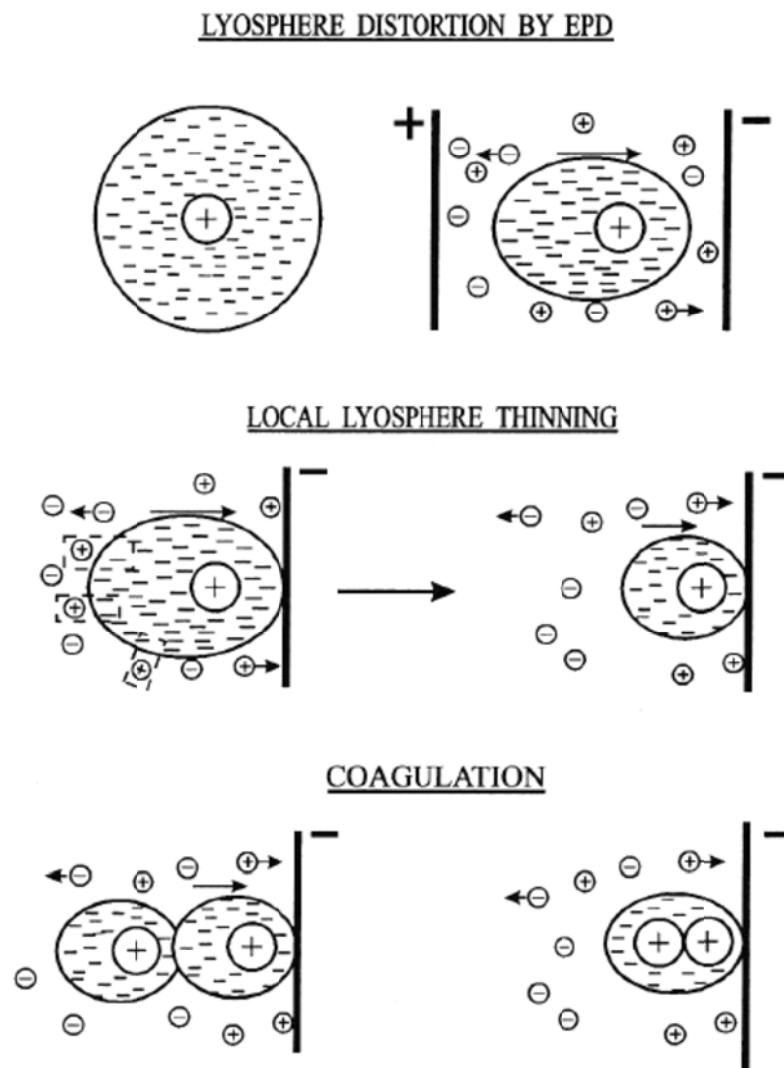 LYOSPHERE DISTORTION BY EPD
+ + −
LOCAL LYOSPHERE THINNING
− −
COAGULATION
− −